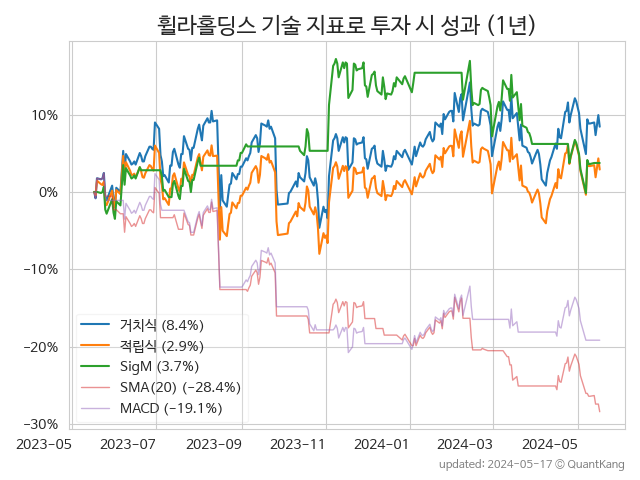 휠라홀딩스 기술 지표로 투자 시 성과 (1년)
10%
0%
−10%
−20%
−30%
거치식 (8.4%)
적립식 (2.9%)
SigM (3.7%)
SMA(20) (−28.4%)
MACD (−19.1%)
2023-05 2023-07 2023-09 2023-11 2024-01 2024-03 2024-05
updated: 2024-05-17 © QuantKang